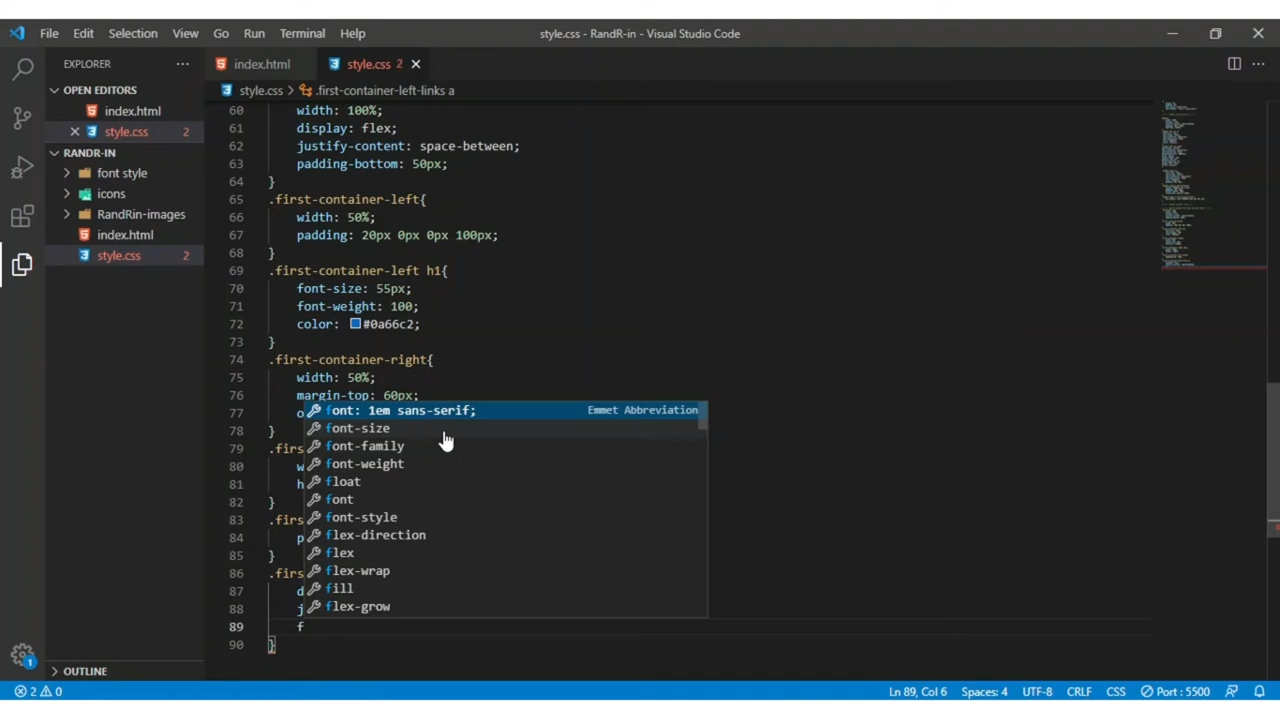 File Edit Selection View Go Run Terminal Help
style.css - RandR-in - Visual Studio Code
EXPLORER
index.html
style.css 2
OPEN EDITORS
index.html
style.css 2
RANDR-IN
font style
icons
RandRin-images
index.html
style.css 2
OUTLINE
style.css > .first-container-left-links a
60 width: 100%;
61 display: flex;
62 justify-content: space-between;
63 padding-bottom: 50px;
64 }
65 .first-container-left{
66 width: 50%;
67 padding: 20px 0px 0px 100px;
68 }
69 .first-container-left h1{
70 font-size: 55px;
71 font-weight: 100;
72 color: #0a66c2;
73 }
74 .first-container-right{
75 width: 50%;
76 margin-top: 60px;
77 o
78 }
79 .firs
80 w
81 h
82 }
83 .firs
84 p
85 }
86 .firs
87 d
88 j
89 f
90 }
font: 1em sans-serif; Emmet Abbreviation
font-size
font-family
font-weight
float
font
font-style
flex-direction
flex
flex-wrap
fill
flex-grow
1
2 0
Ln 89, Col 6 Spaces: 4 UTF-8 CRLF CSS Port : 5500